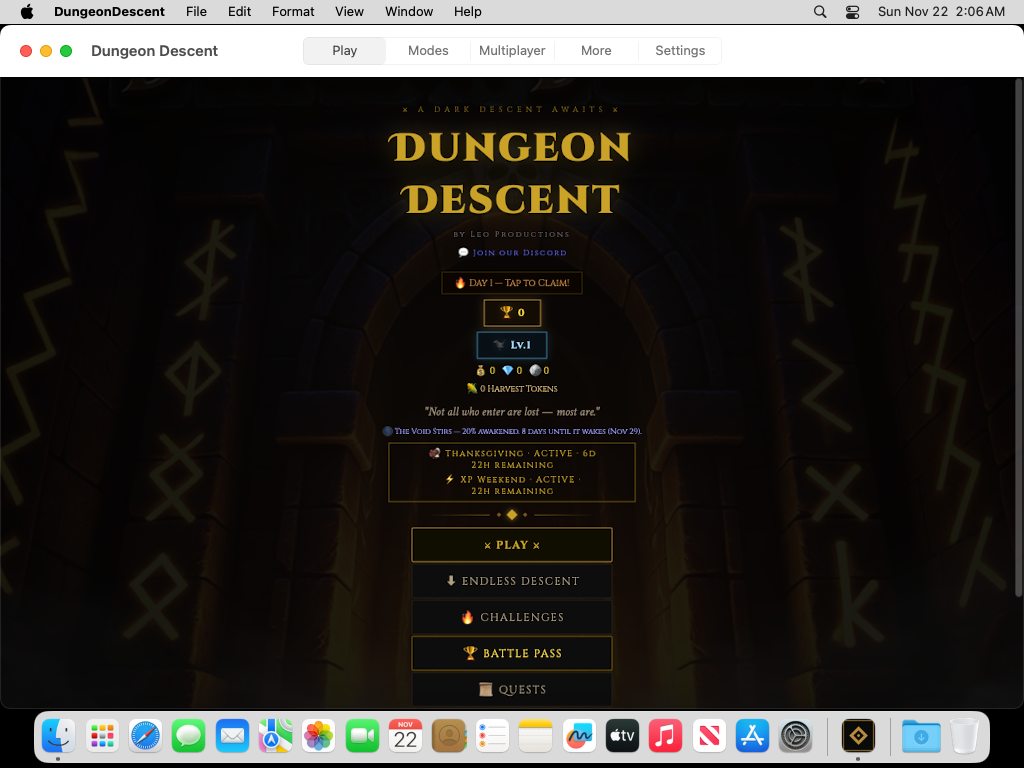 DungeonDescent File Edit Format View Window Help Sun Nov 22 2:06 AM
Dungeon Descent Play Modes Multiplayer More Settings
A DARK DESCENT AWAITS
DUNGEON
DESCENT
BY LEO PRODUCTIONS
JOIN OUR DISCORD
DAY 1 — TAP TO CLAIM!
0
LV.1
0 0 0
0 HARVEST TOKENS
"Not all who enter are lost — most are."
THE VOID STIRS — 20% AWAKENED. 8 DAYS UNTIL IT WAKES (NOV 29).
THANKSGIVING · ACTIVE · 6D
22H REMAINING
XP WEEKEND · ACTIVE ·
22H REMAINING
PLAY
ENDLESS DESCENT
CHALLENGES
BATTLE PASS
QUESTS
NOV
22
tv